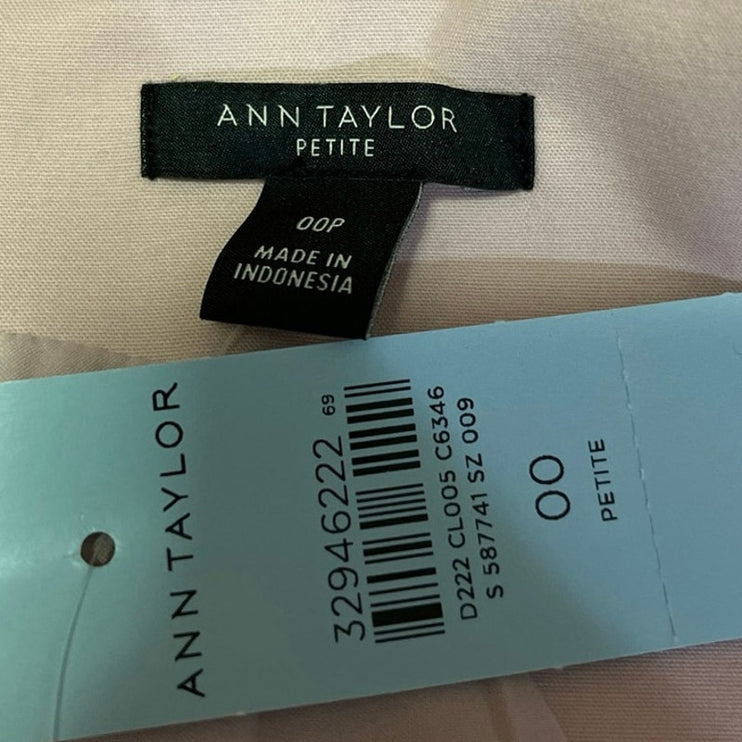 ANN TAYLOR
PETITE
00P
MADE IN
INDONESIA
ANN TAYLOR
32946222
69
D222 CL005 C6346
S 587741 SZ 009
00
PETITE